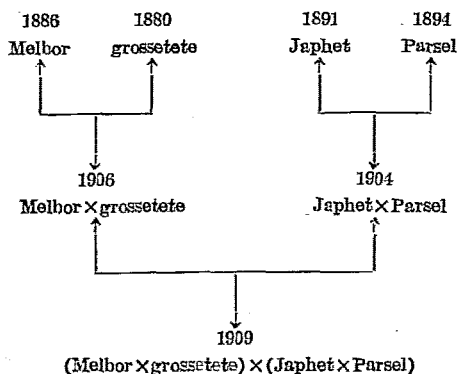 1886 1880 1891 1894
Melbor grossetete Japhet Parsel
1906 1904
Melbor×grossetete Japhet×Parsel
1909
(Melbor×grossetete)×(Japhet×Parsel)